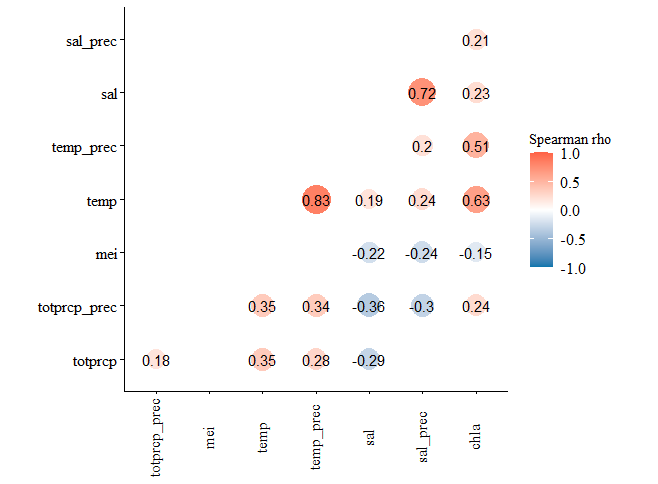 sal_prec 0.21
sal 0.72 0.23
temp_prec 0.2 0.51
temp 0.83 0.19 0.24 0.63
mei -0.22 -0.24 -0.15
totprcp_prec 0.35 0.34 -0.36 -0.3 0.24
totprcp 0.18 0.35 0.28 -0.29
totprcp_prec mei temp temp_prec sal sal_prec chla
Spearman rho
1.0
0.5
0.0
-0.5
-1.0